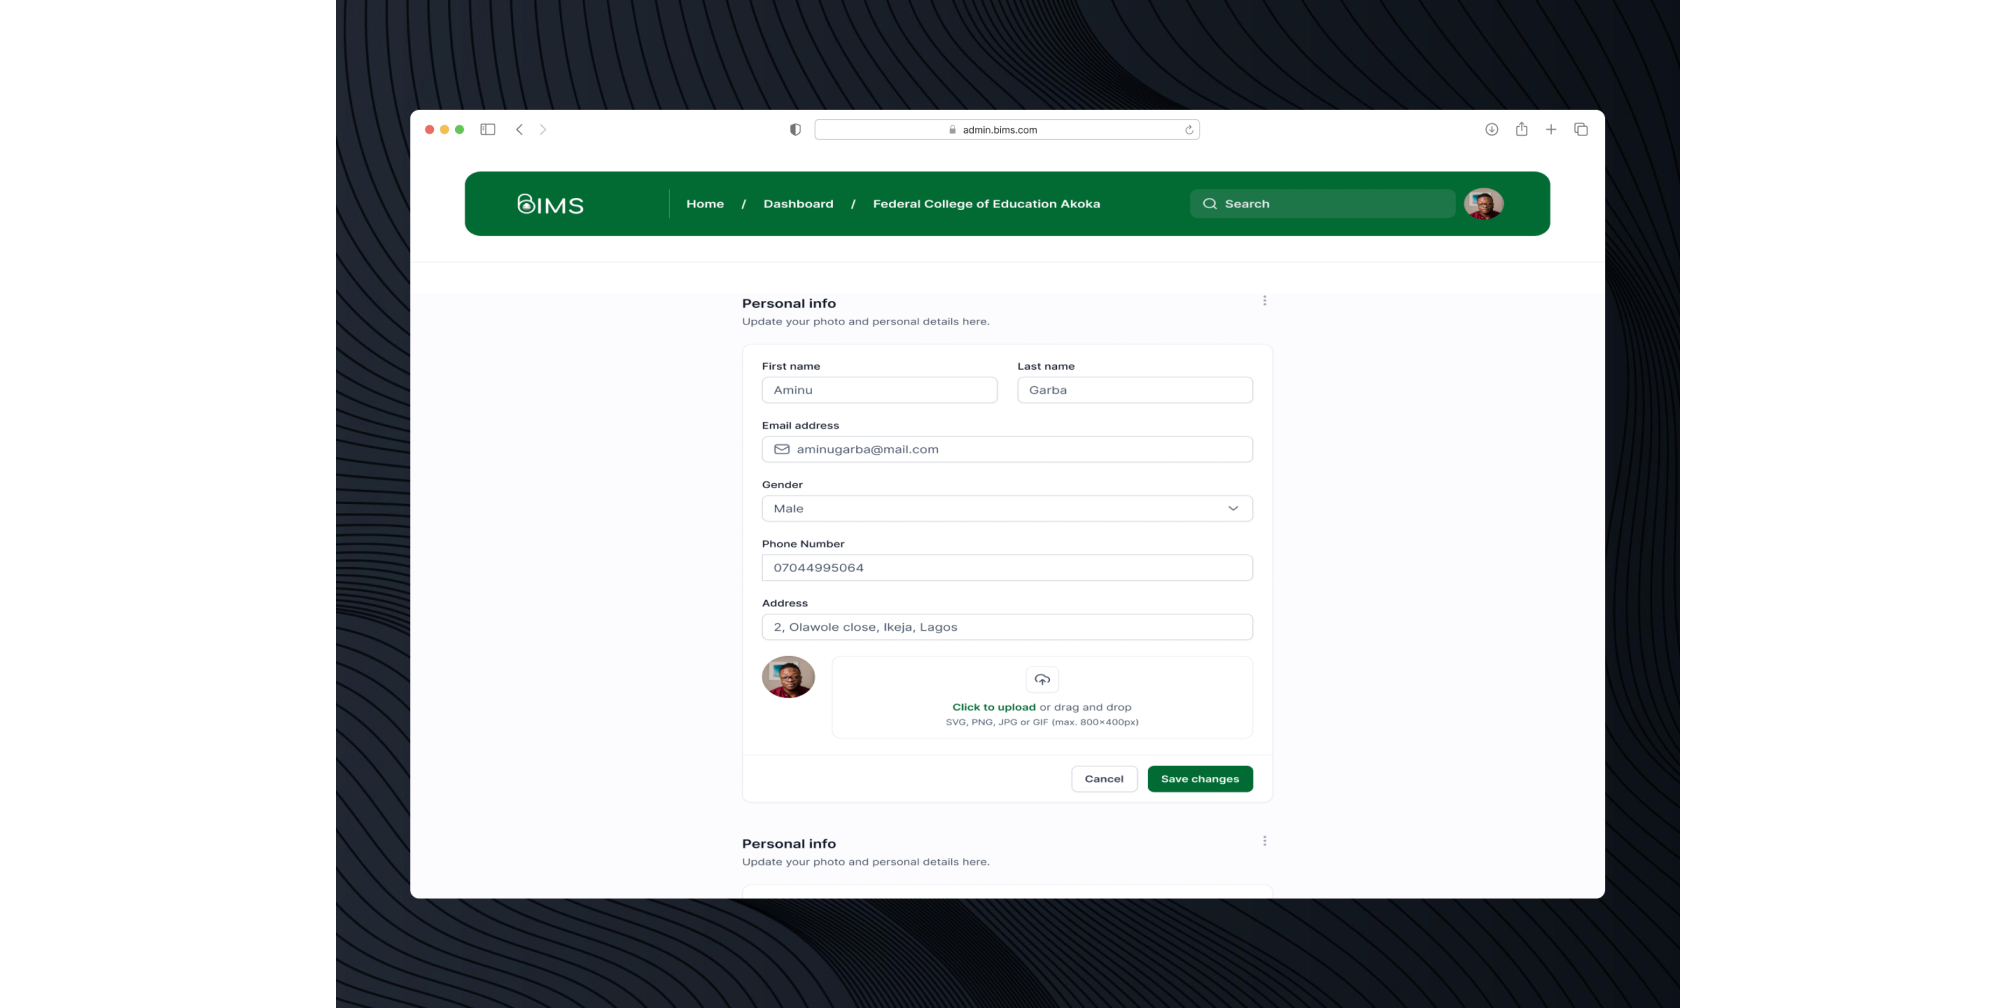 admin.bims.com
BIMS
Home / Dashboard / Federal College of Education Akoka
Search
Personal info
Update your photo and personal details here.
First name
Last name
Aminu
Garba
Email address
aminugarba@mail.com
Gender
Male
Phone Number
07044995064
Address
2, Olawole close, Ikeja, Lagos
Click to upload or drag and drop
SVG, PNG, JPG or GIF (max. 800×400px)
Cancel
Save changes
Personal info
Update your photo and personal details here.